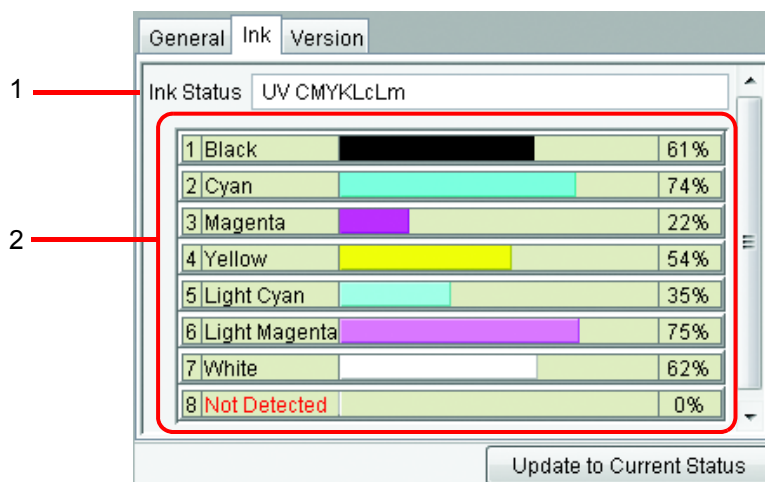 General Ink Version
1 Ink Status UV CMYKLcLm
2
1 Black 61%
2 Cyan 74%
3 Magenta 22%
4 Yellow 54%
5 Light Cyan 35%
6 Light Magenta 75%
7 White 62%
8 Not Detected 0%
Update to Current Status